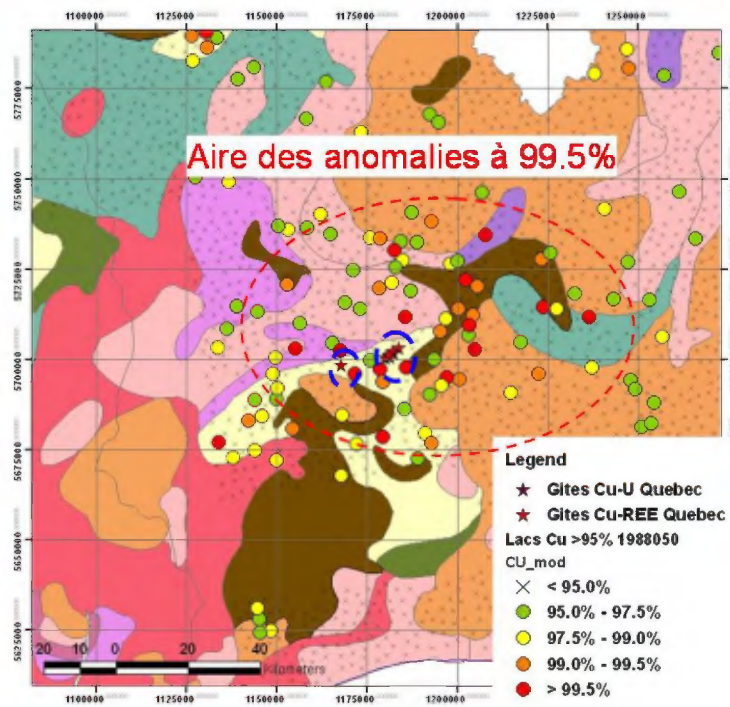 1100000 1125000 1150000 1175000 1200000 1225000 1250000
Aire des anomalies à 99.5%
5775000
5750000
5725000
5700000
5675000
5650000
5625000
Legend
Gites Cu-U Quebec
Gites Cu-REE Quebec
Lacs Cu >95% 1988050
CU_mod
< 95.0%
95.0% - 97.5%
97.5% - 99.0%
99.0% - 99.5%
> 99.5%
20 10 0 20 40
Kilometers
1100000 1125000 1150000 1175000 1200000 1225000 1250000